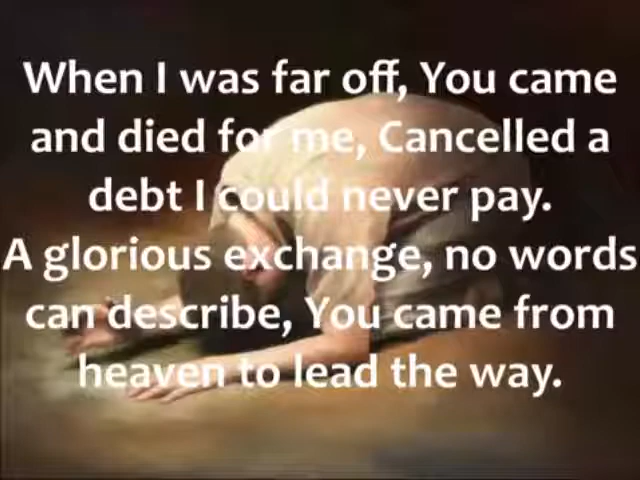 When I was far off, You came
and died for me, Cancelled a
debt I could never pay.
A glorious exchange, no words
can describe, You came from
heaven to lead the way.